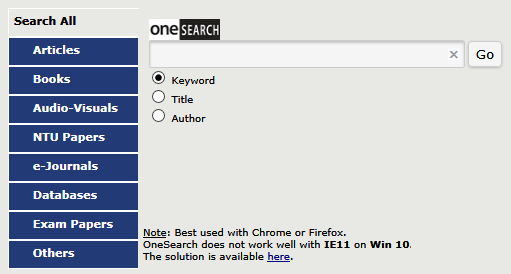 Search All
Articles
Books
Audio-Visuals
NTU Papers
e-Journals
Databases
Exam Papers
Others
one SEARCH
× Go
Keyword
Title
Author
Note: Best used with Chrome or Firefox.
OneSearch does not work well with IE11 on Win 10.
The solution is available here.